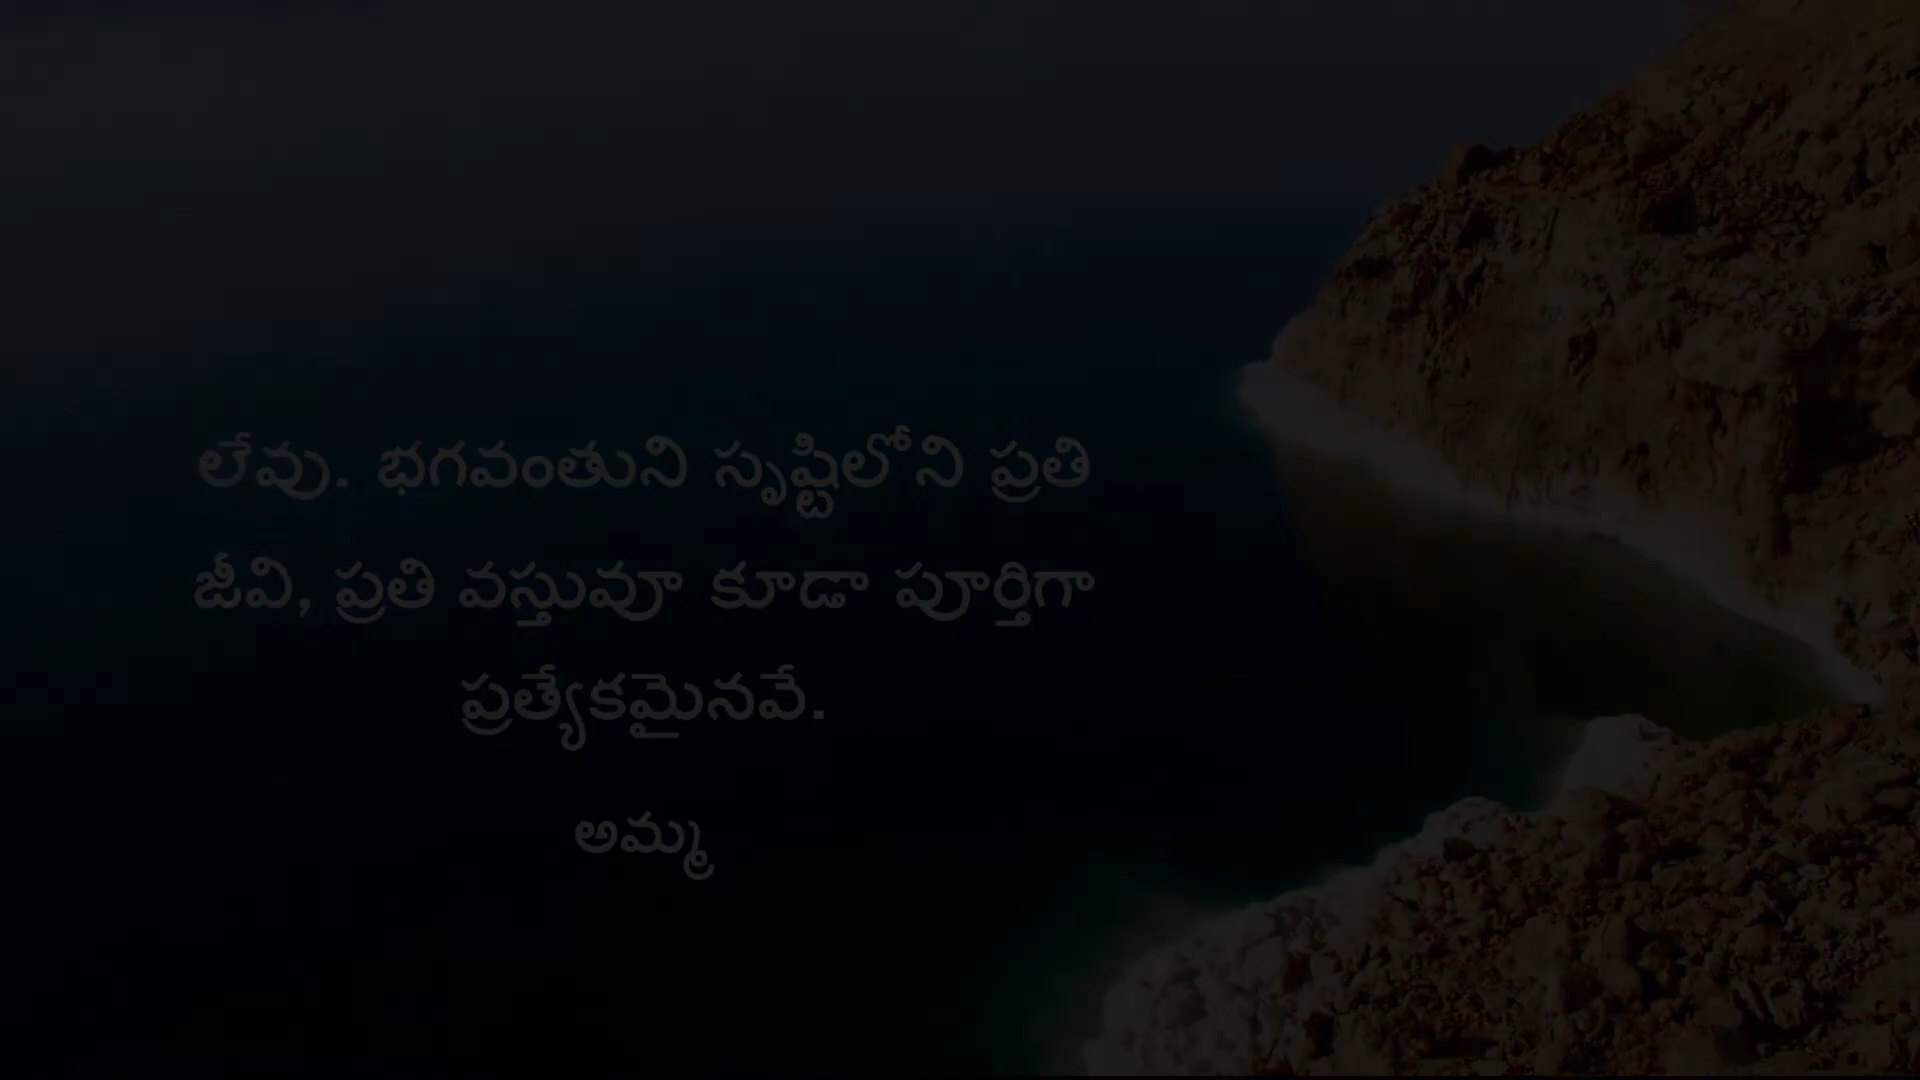 లేవు. భగవంతుని సృష్టిలోని ప్రతి
జీవి, ప్రతి వస్తువూ కూడా పూర్తిగా
ప్రత్యేకమైనవే.
అమ్మ